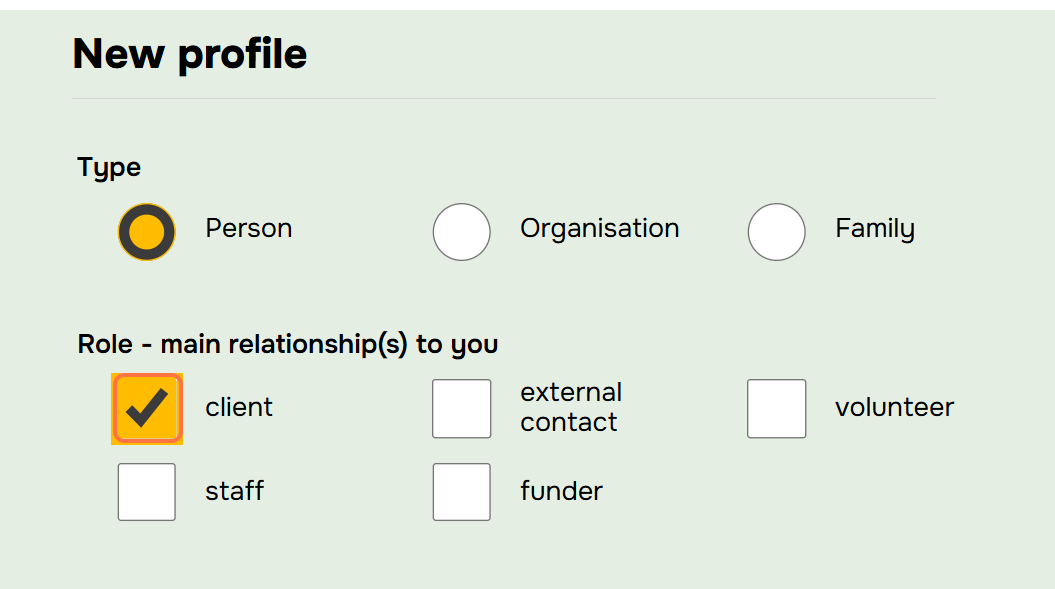 New profile
Type
Person
Organisation
Family
Role - main relationship(s) to you
client
external
contact
volunteer
staff
funder